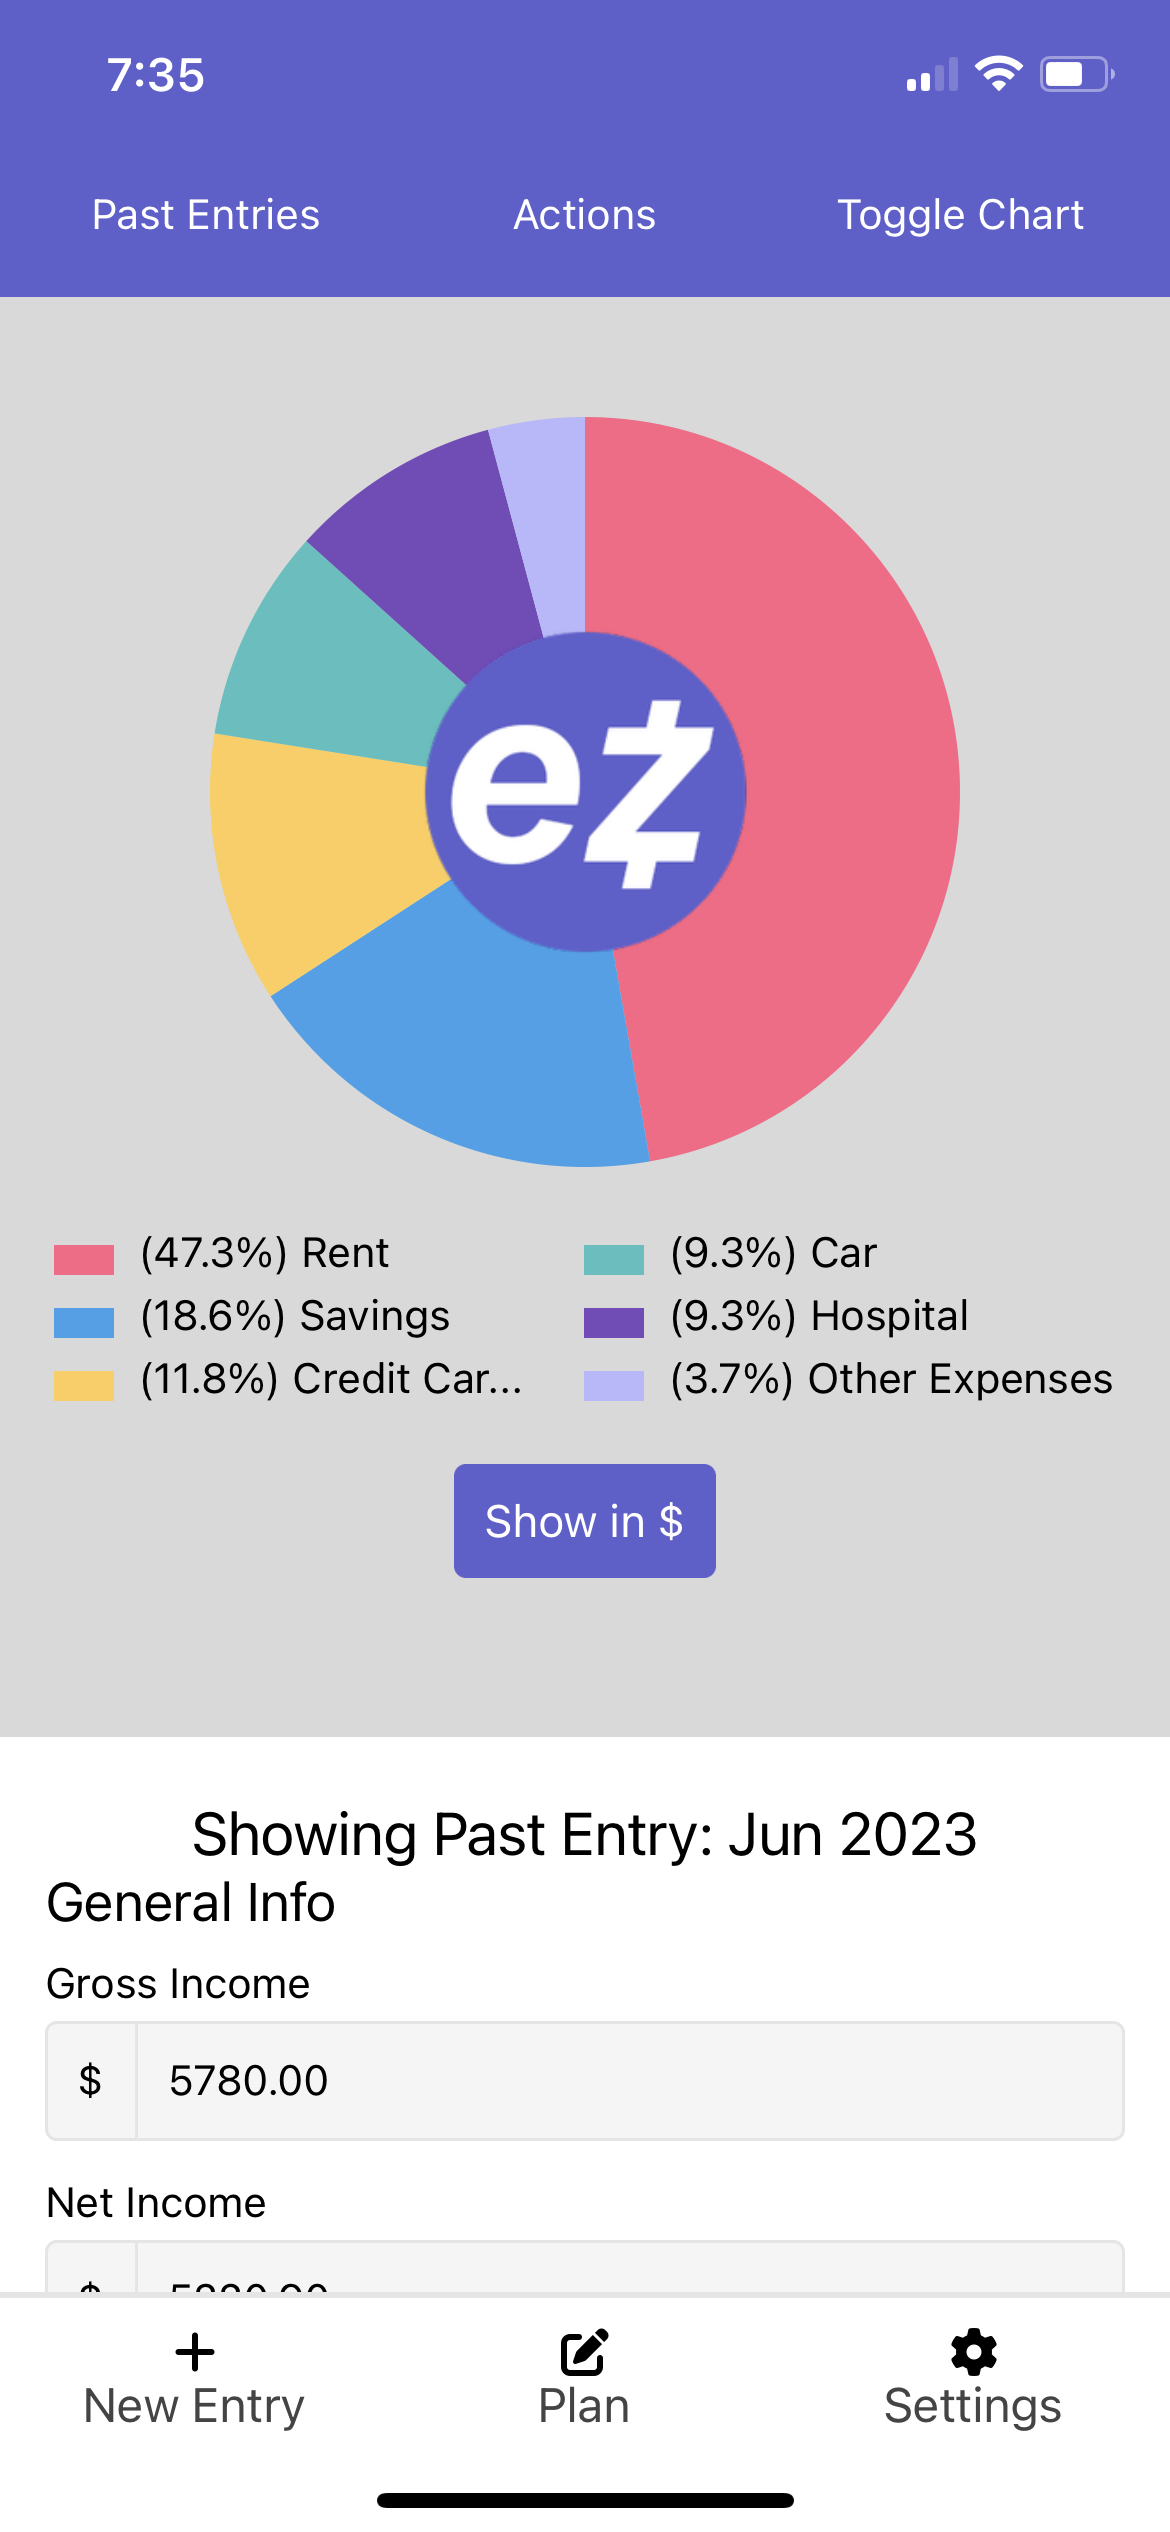 7:35
Past Entries Actions Toggle Chart
ez
(47.3%) Rent (9.3%) Car
(18.6%) Savings (9.3%) Hospital
(11.8%) Credit Car... (3.7%) Other Expenses
Show in $
Showing Past Entry: Jun 2023
General Info
Gross Income
$ 5780.00
Net Income
$
New Entry Plan Settings